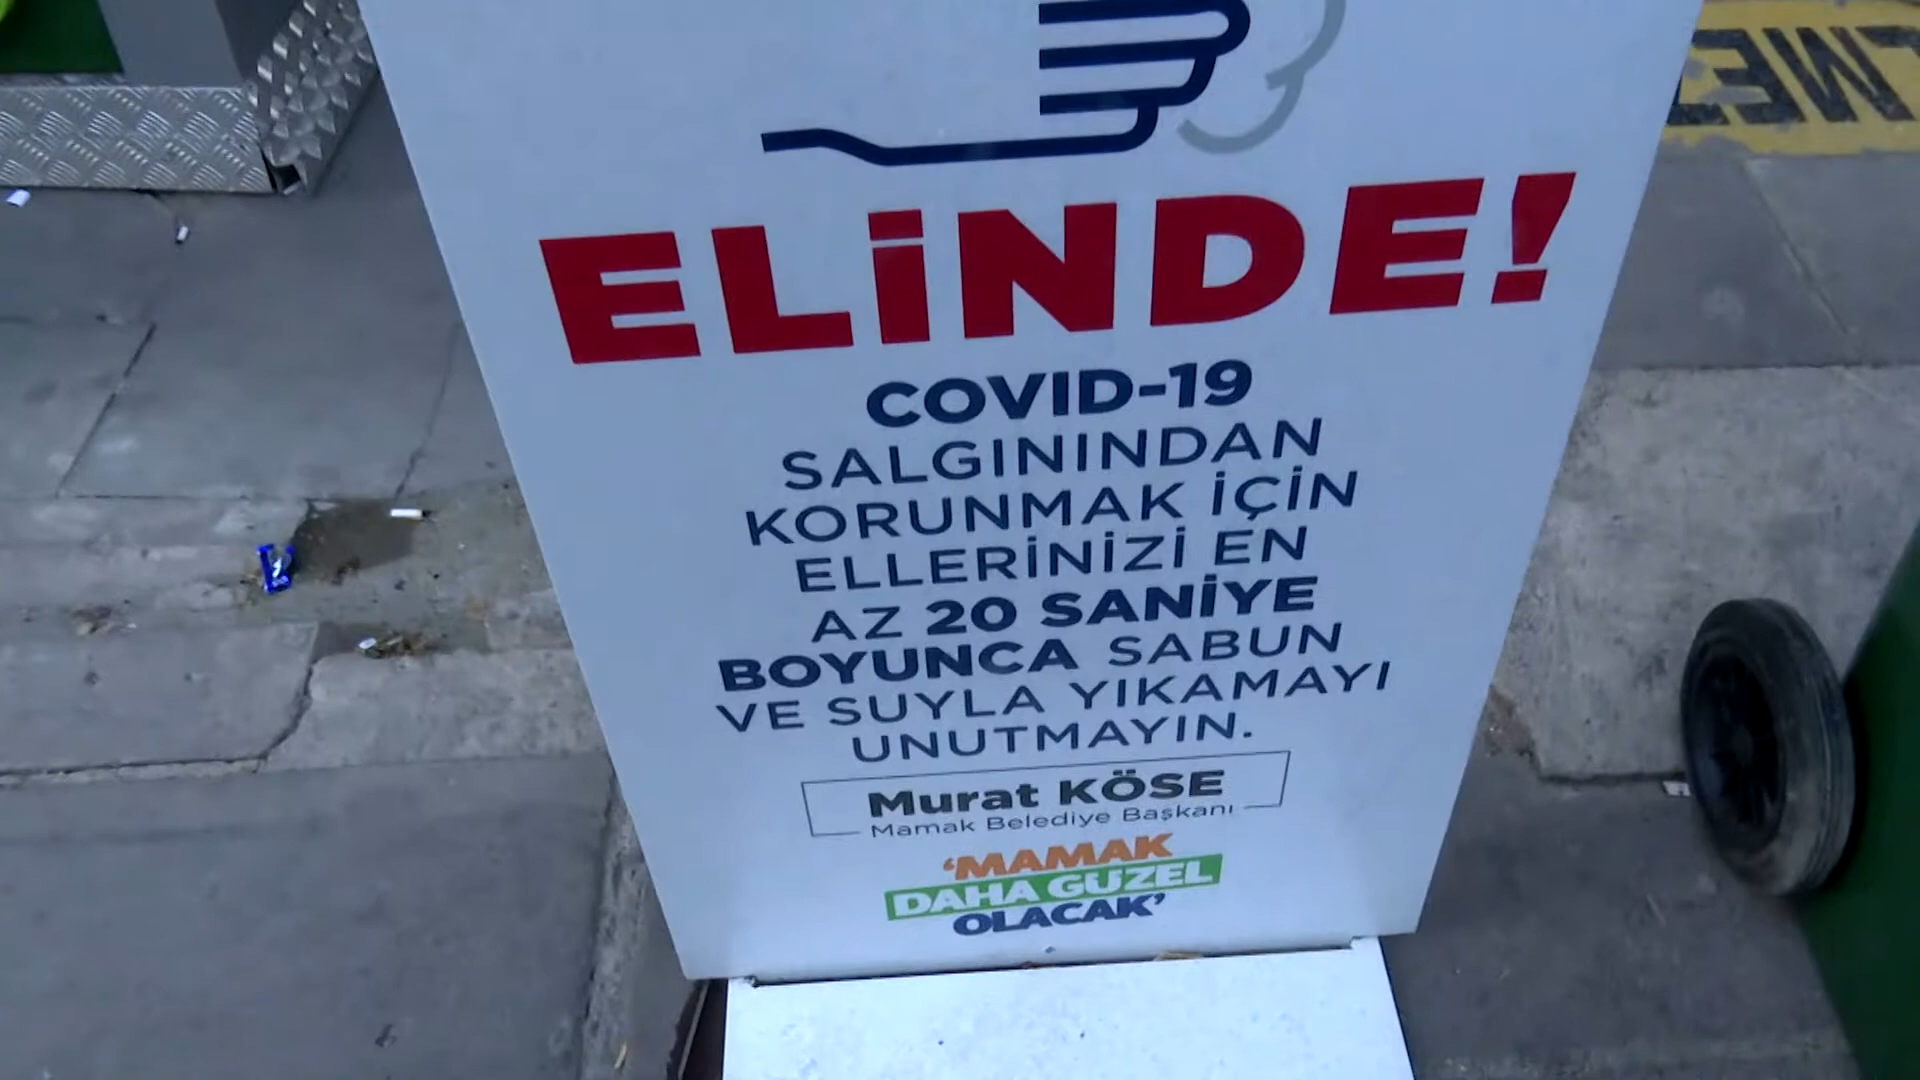 ELİNDE!
COVID-19
SALGININDAN
KORUNMAK İÇİN
ELLERİNİZİ EN
AZ 20 SANİYE
BOYUNCA SABUN
VE SUYLA YIKAMAYI
UNUTMAYIN.
Murat KÖSE
Mamak Belediye Başkanı
‘MAMAK
DAHA GÜZEL
OLACAK’